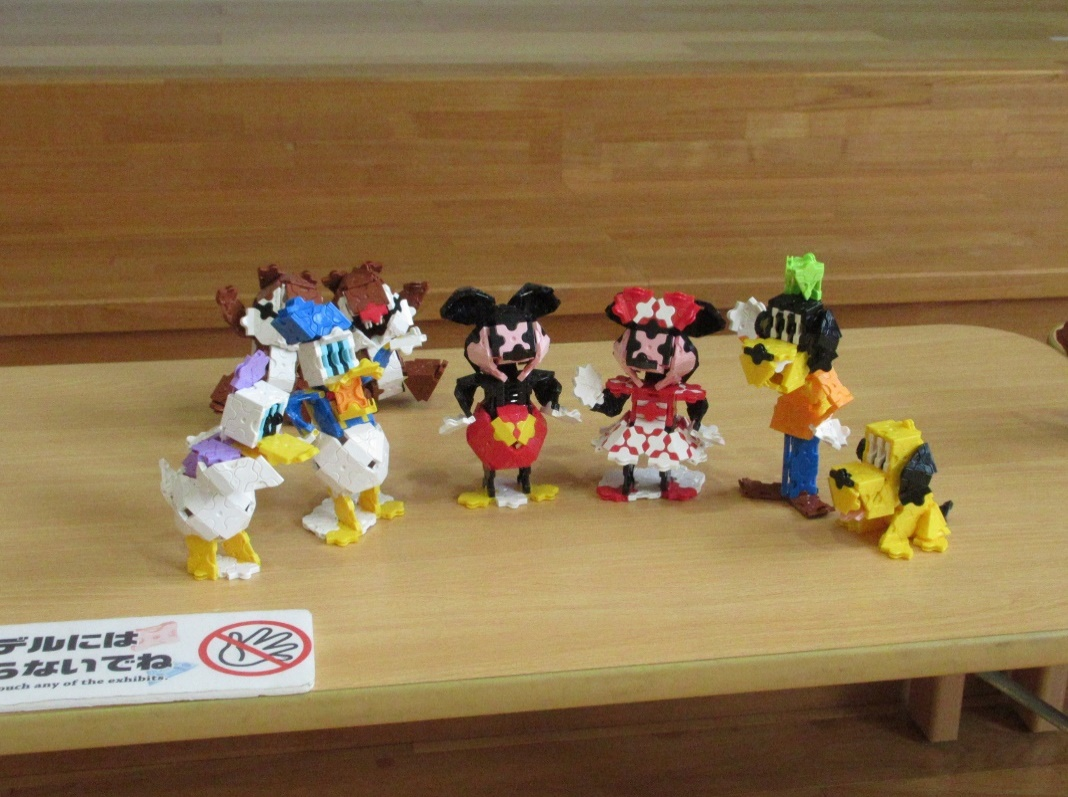 デルには
らないでね
ouch any of the exhibits.